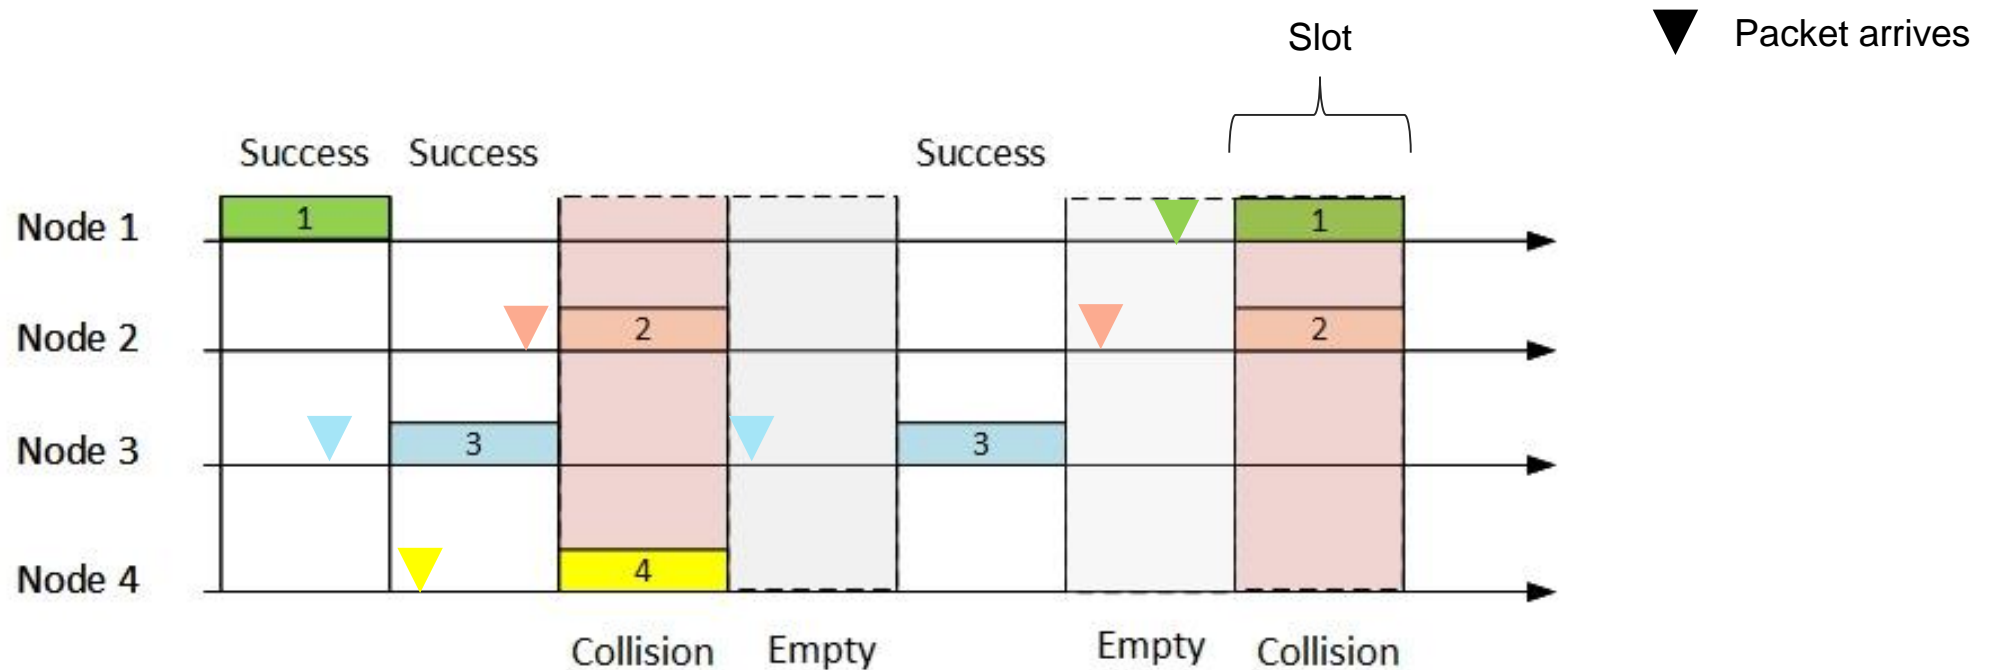 Slot
Packet arrives
Success Success Success
Node 1 1 1
Node 2 2 2
Node 3 3 3
Node 4 4
Collision Empty Empty Collision